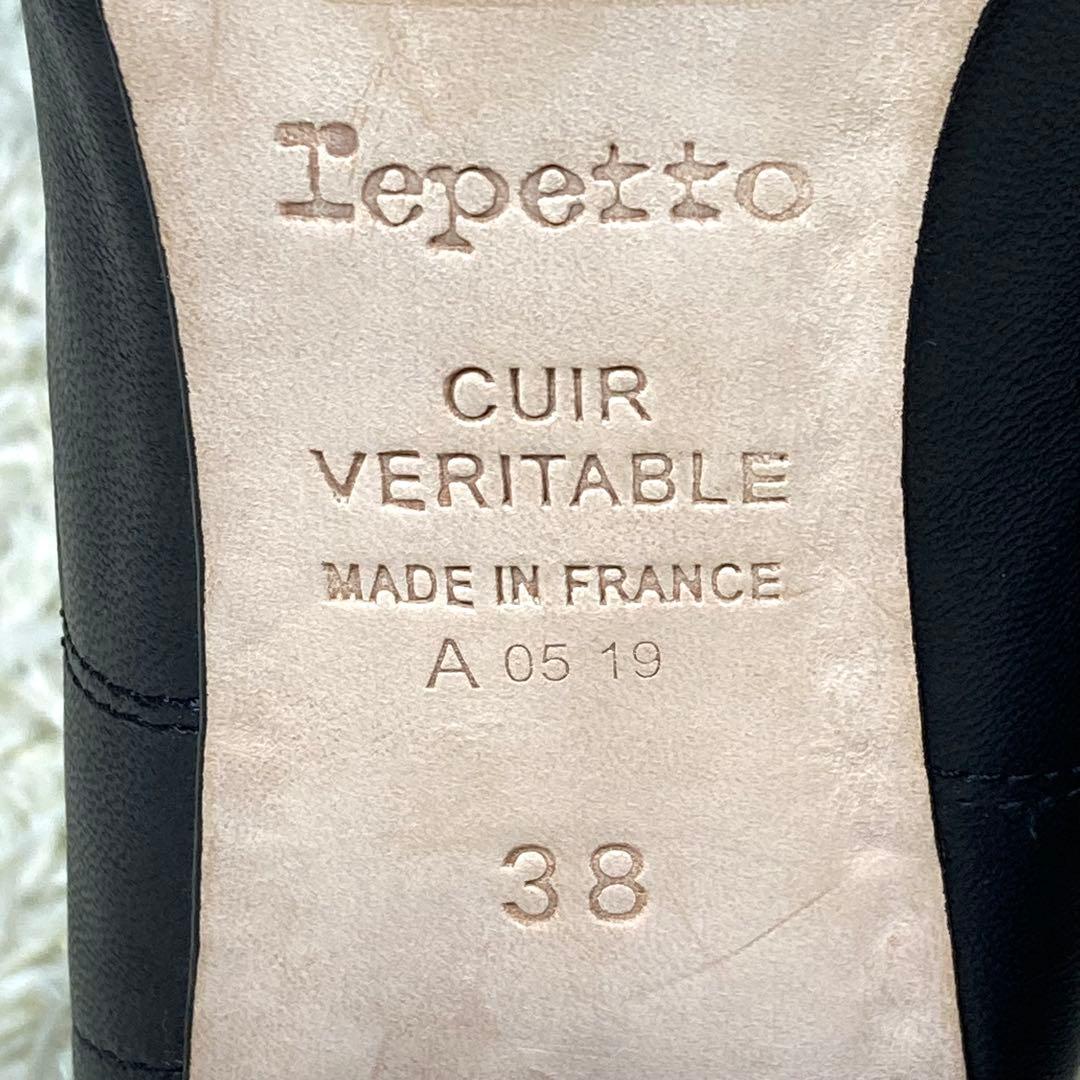 repetto
CUIR
VERITABLE
MADE IN FRANCE
A 05 19
38